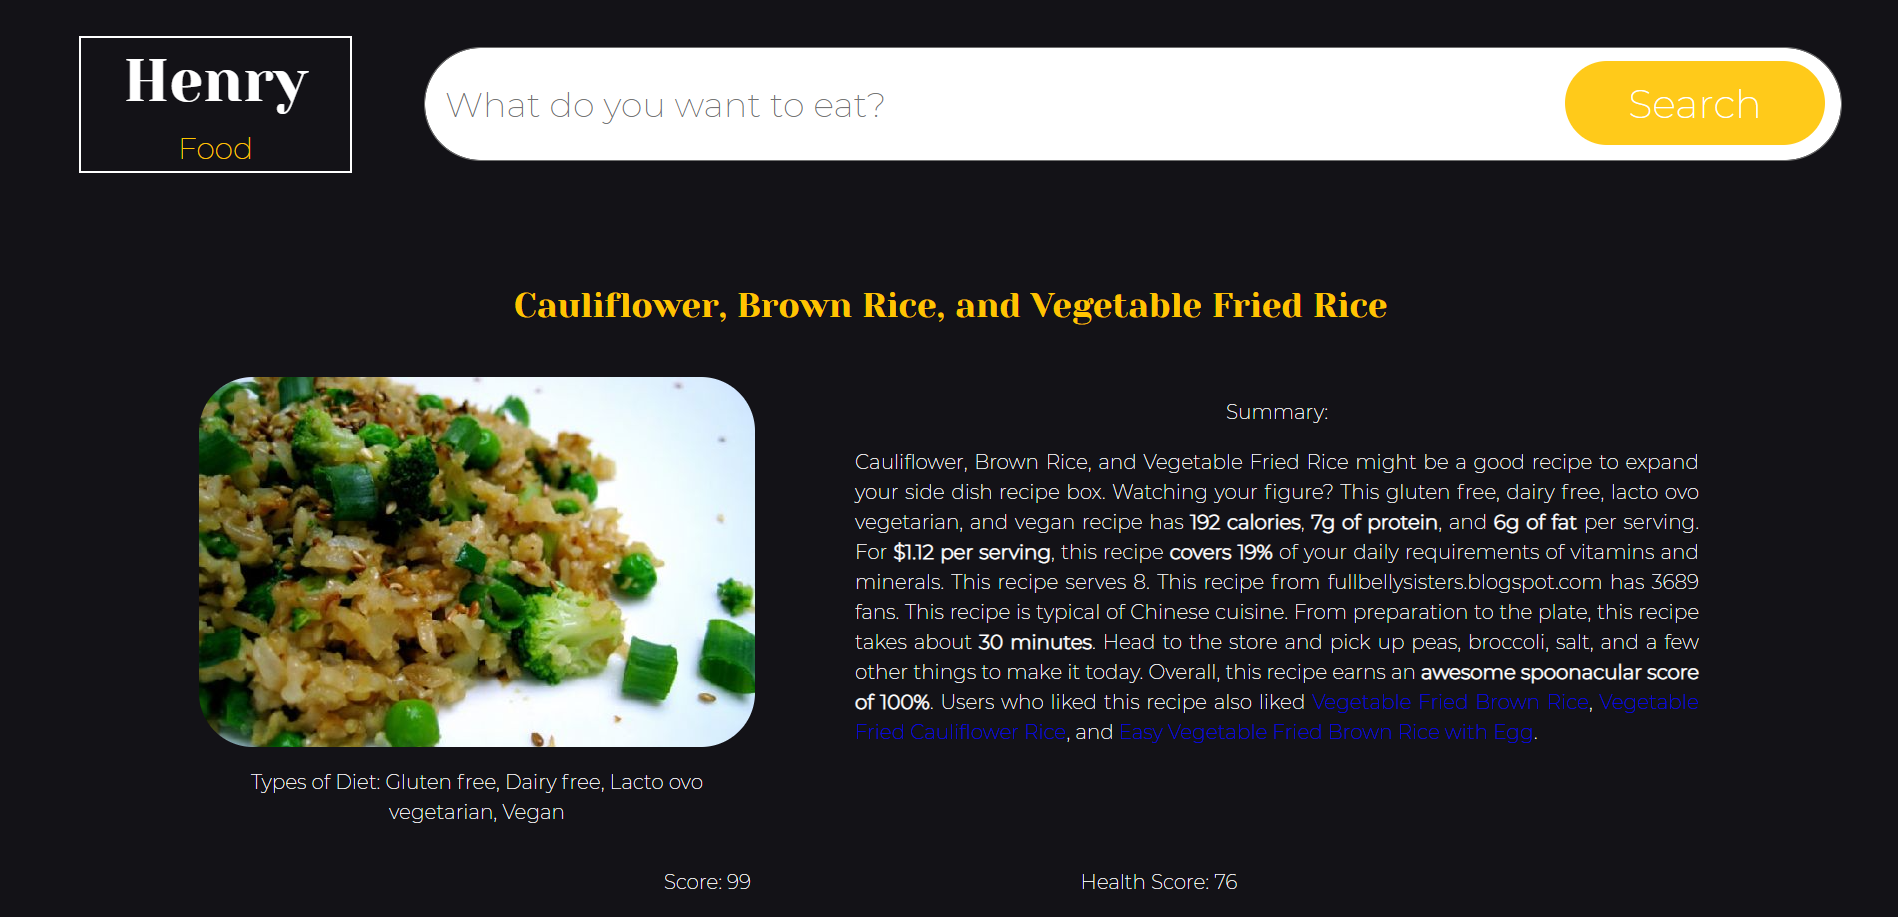 Henry
Food
What do you want to eat?
Search
Cauliflower, Brown Rice, and Vegetable Fried Rice
Summary:
Cauliflower, Brown Rice, and Vegetable Fried Rice might be a good recipe to expand
your side dish recipe box. Watching your figure? This gluten free, dairy free, lacto ovo
vegetarian, and vegan recipe has 192 calories, 7g of protein, and 6g of fat per serving.
For $1.12 per serving, this recipe covers 19% of your daily requirements of vitamins and
minerals. This recipe serves 8. This recipe from fullbellysisters.blogspot.com has 3689
fans. This recipe is typical of Chinese cuisine. From preparation to the plate, this recipe
takes about 30 minutes. Head to the store and pick up peas, broccoli, salt, and a few
other things to make it today. Overall, this recipe earns an awesome spoonacular score
of 100%. Users who liked this recipe also liked Vegetable Fried Brown Rice, Vegetable
Fried Cauliflower Rice, and Easy Vegetable Fried Brown Rice with Egg.
Types of Diet: Gluten free, Dairy free, Lacto ovo
vegetarian, Vegan
Score: 99
Health Score: 76